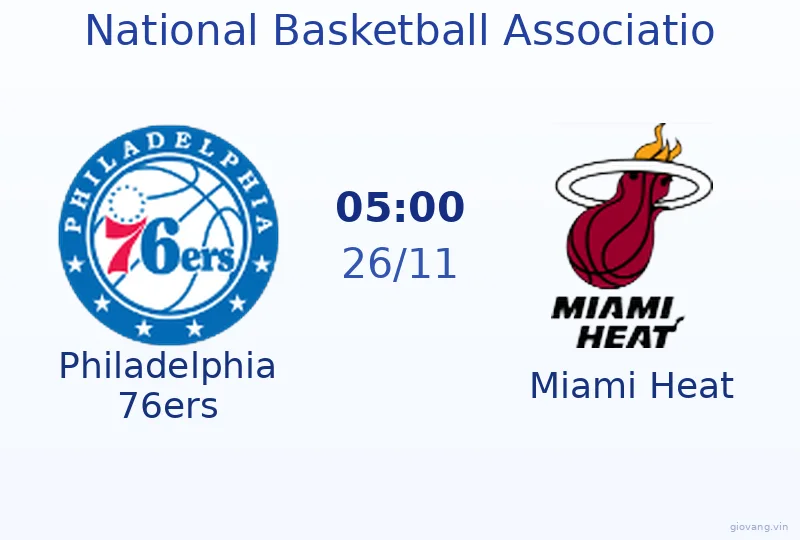 National Basketball Associatio
PHILADELPHIA
76ers
05:00
26/11
MIAMI
HEAT
Philadelphia
76ers
Miami Heat
giovang.vin